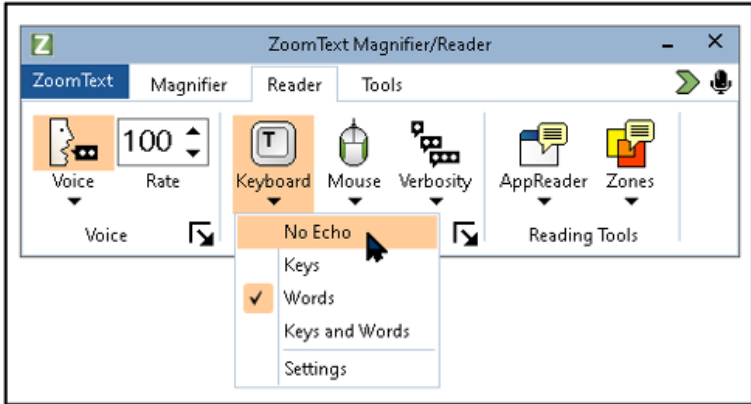 Z ZoomText Magnifier/Reader
ZoomText Magnifier Reader Tools
100
T
Voice Rate Keyboard Mouse Verbosity AppReader Zones
Voice Reading Tools
No Echo
Keys
Words
Keys and Words
Settings